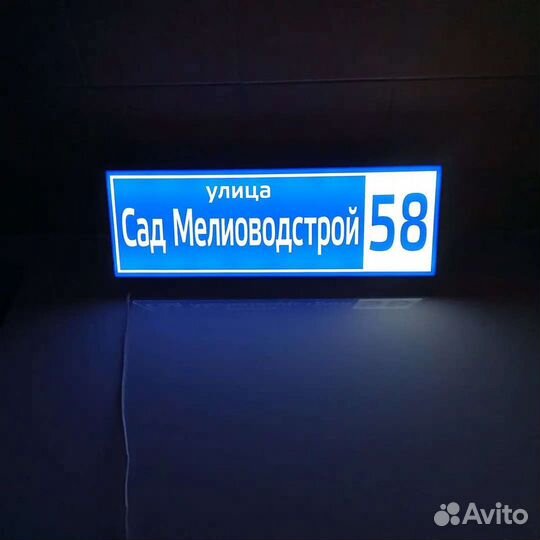 улица
Сад Мелиоводстрой 58
Avito